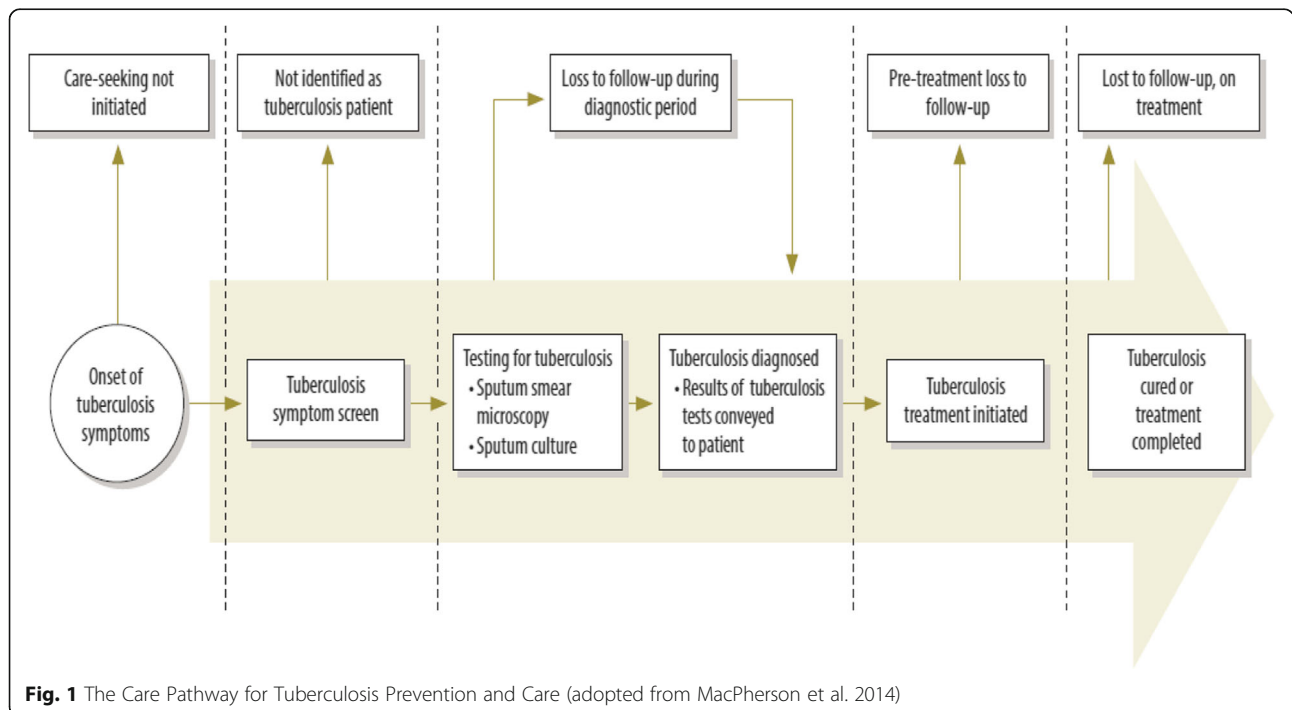 Care-seeking not
initiated
Not identified as
tuberculosis patient
Loss to follow-up during
diagnostic period
Pre-treatment loss to
follow-up
Lost to follow-up, on
treatment
Onset of
tuberculosis
symptoms
Tuberculosis
symptom screen
Testing for tuberculosis
• Sputum smear
microscopy
• Sputum culture
Tuberculosis diagnosed
• Results of tuberculosis
tests conveyed
to patient
Tuberculosis
treatment initiated
Tuberculosis
cured or
treatment
completed
Fig. 1 The Care Pathway for Tuberculosis Prevention and Care (adopted from MacPherson et al. 2014)